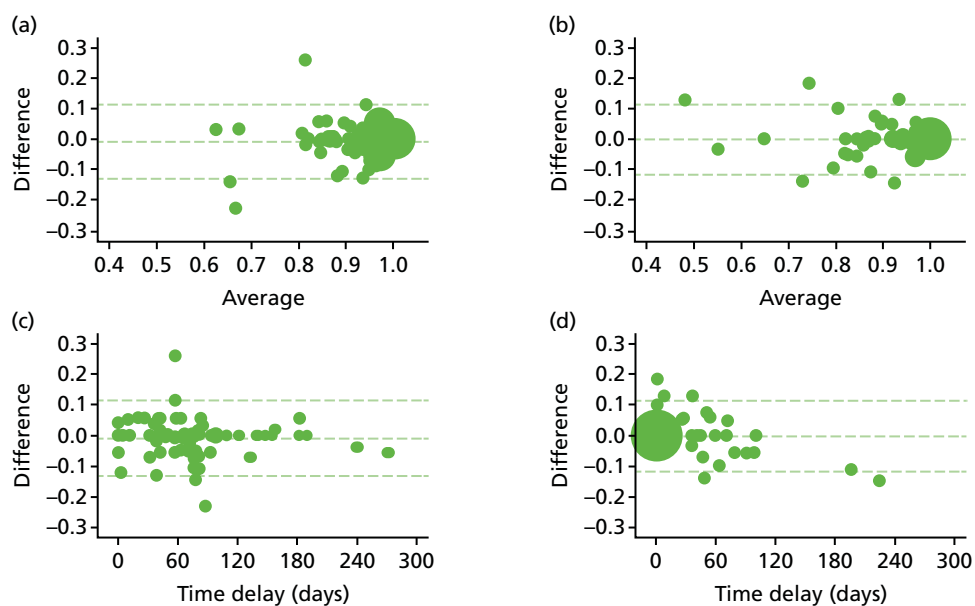 (a)
0.3
0.2
0.1
0.0
–0.1
–0.2
–0.3
Difference
0.4 0.5 0.6 0.7 0.8 0.9 1.0
Average
(b)
0.3
0.2
0.1
0.0
–0.1
–0.2
–0.3
Difference
0.4 0.5 0.6 0.7 0.8 0.9 1.0
Average
(c)
0.3
0.2
0.1
0.0
–0.1
–0.2
–0.3
Difference
0 60 120 180 240 300
Time delay (days)
(d)
0.3
0.2
0.1
0.0
–0.1
–0.2
–0.3
Difference
0 60 120 180 240 300
Time delay (days)